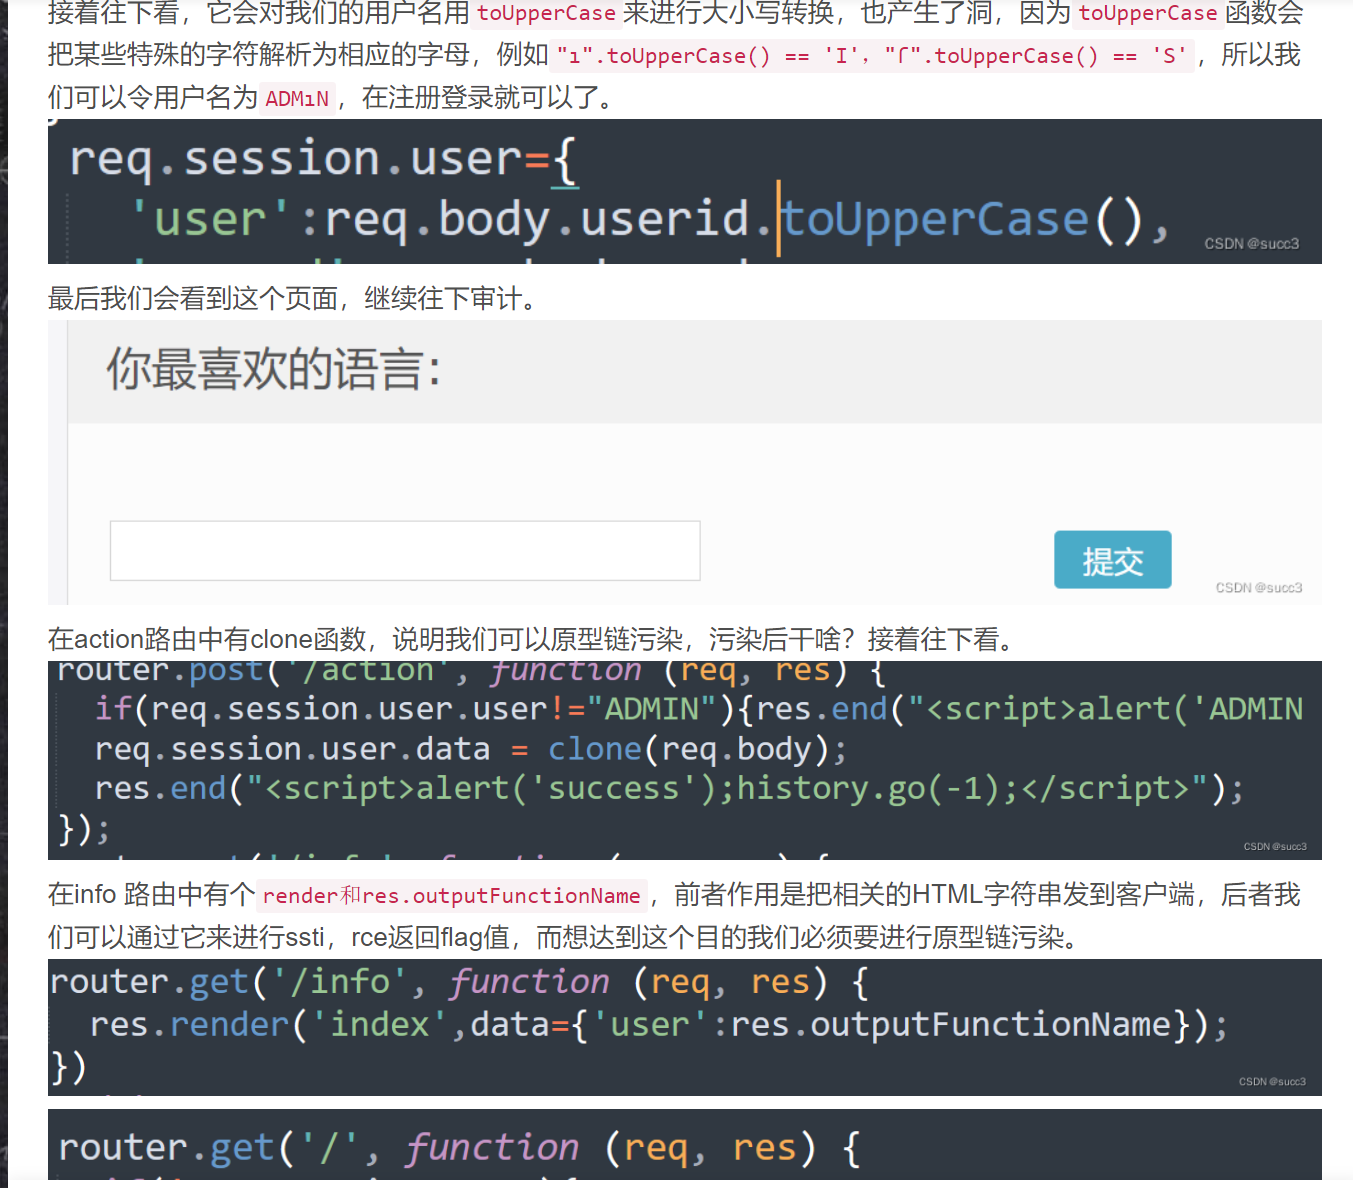 接着往下看，它会对我们的用户名用 toUpperCase 来进行大小写转换，也产生了洞，因为 toUpperCase 函数会
把某些特殊的字符解析为相应的字母，例如 "ı".toUpperCase() == 'I'，"ſ".toUpperCase() == 'S' ，所以我
们可以令用户名为 ADMıN ，在注册登录就可以了。
req.session.user={
'user':req.body.userid.toUpperCase(),
CSDN @succ3
最后我们会看到这个页面，继续往下审计。
你最喜欢的语言：
提交
CSDN @succ3
在action路由中有clone函数，说明我们可以原型链污染，污染后干啥？接着往下看。
router.post('/action', function (req, res) {
if(req.session.user.user!="ADMIN"){res.end("<script>alert('ADMIN
req.session.user.data = clone(req.body);
res.end("<script>alert('success');history.go(-1);</script>");
});
CSDN @succ3
在info 路由中有个 render和res.outputFunctionName ，前者作用是把相关的HTML字符串发到客户端，后者我
们可以通过它来进行ssti，rce返回flag值，而想达到这个目的我们必须要进行原型链污染。
router.get('/info', function (req, res) {
res.render('index',data={'user':res.outputFunctionName});
})
CSDN @succ3
router.get('/', function (req, res) {